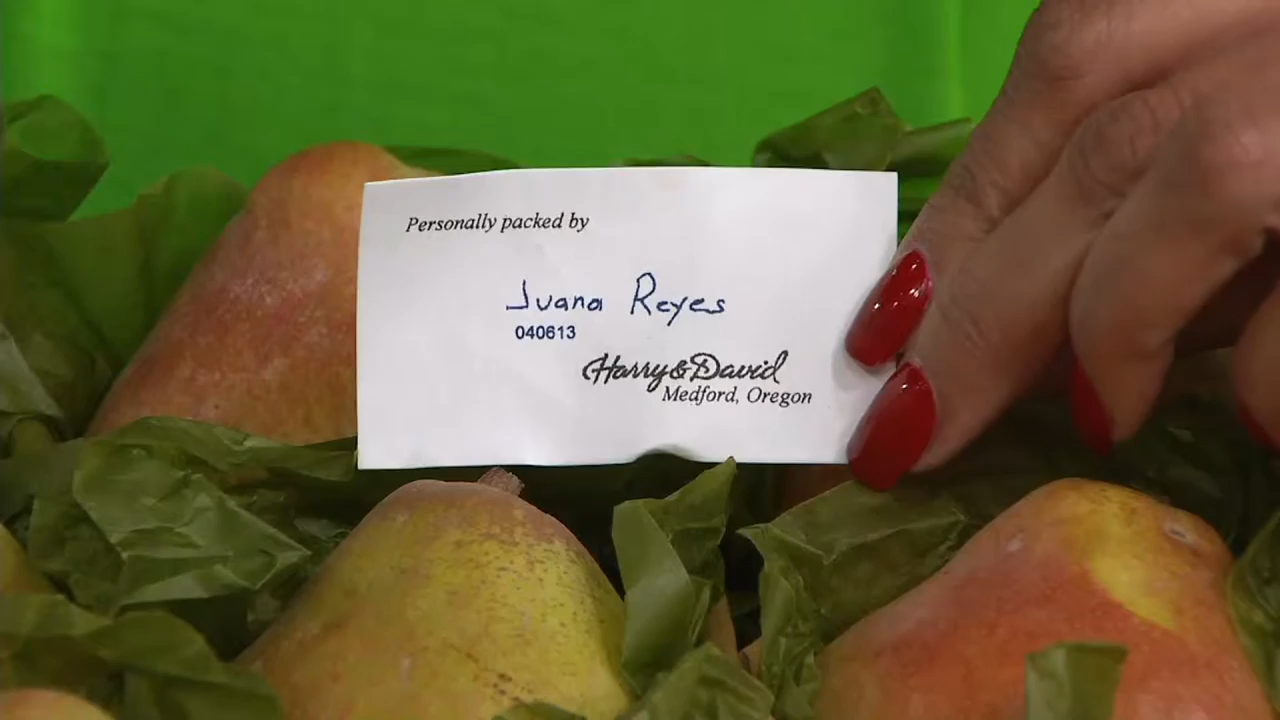 Personally packed by
Juana Reyes
040613
Harry & David
Medford, Oregon